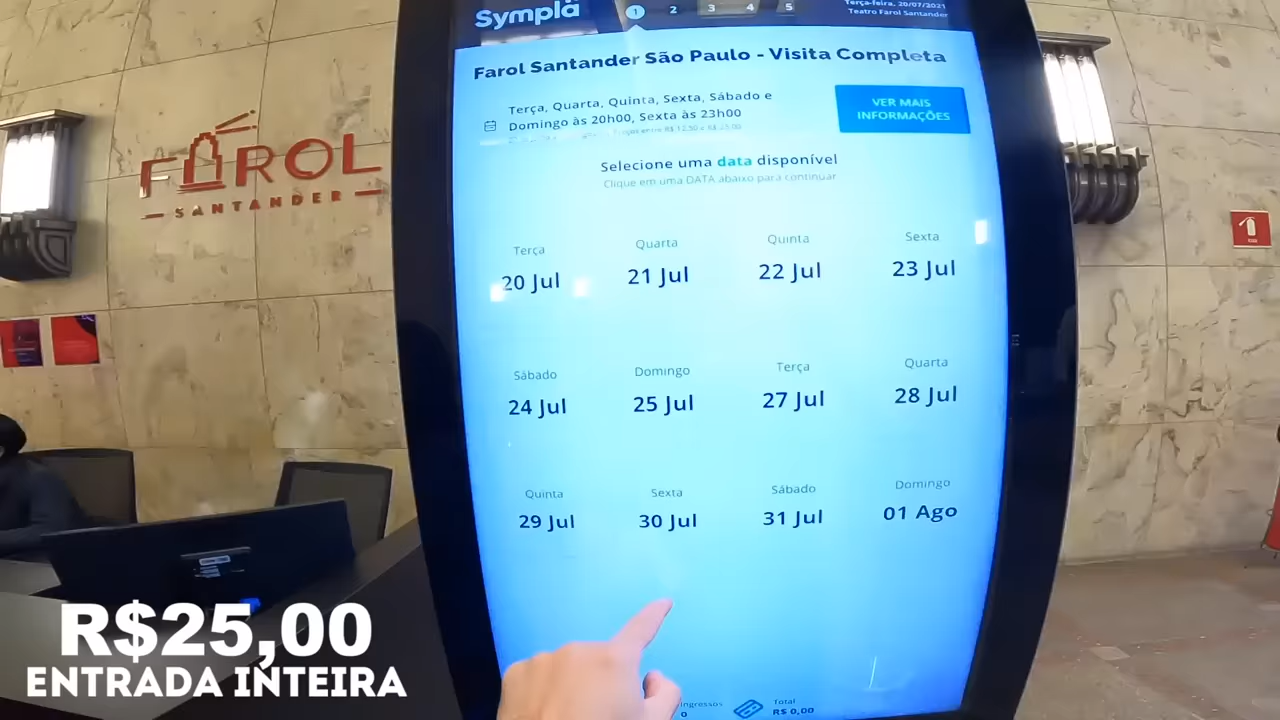 Sympla
1 2 3 4 5
Terça-feira, 20/07/2021
Teatro Farol Santander
Farol Santander São Paulo - Visita Completa
Terça, Quarta, Quinta, Sexta, Sábado e
Domingo às 20h00, Sexta às 23h00
VER MAIS
INFORMAÇÕES
Selecione uma data disponível
Clique em uma DATA abaixo para continuar
Terça
20 Jul
Quarta
21 Jul
Quinta
22 Jul
Sexta
23 Jul
Sábado
24 Jul
Domingo
25 Jul
Terça
27 Jul
Quarta
28 Jul
Quinta
29 Jul
Sexta
30 Jul
Sábado
31 Jul
Domingo
01 Ago
Ingressos
0
Total
R$ 0,00
FAROL
SANTANDER
R$25,00
ENTRADA INTEIRA